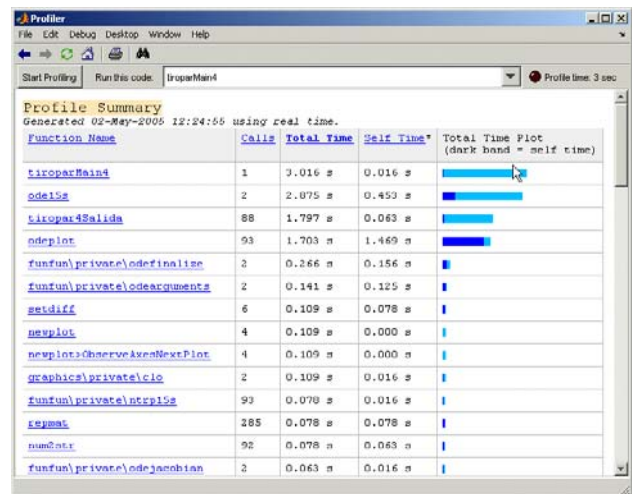 Profiler
File Edit Debug Desktop Window Help
Start Profiling Run this code: tiroparMain4 Profile time: 3 sec
Profile Summary
Generated 02-May-2005 12:24:55 using real time.
Function Name Calls Total Time Self Time* Total Time Plot
(dark band = self time)
tiroparMain4 1 3.016 s 0.016 s
ode15s 2 2.875 s 0.453 s
tiropar4Salida 88 1.797 s 0.063 s
odeplot 93 1.703 s 1.469 s
funfun\private\odefinalize 2 0.266 s 0.156 s
funfun\private\odearguments 2 0.141 s 0.125 s
setdiff 6 0.109 s 0.078 s
newplot 4 0.109 s 0.000 s
newplot>ObserveAxesNextPlot 4 0.109 s 0.000 s
graphics\private\clo 2 0.109 s 0.016 s
funfun\private\ntrp15s 93 0.078 s 0.016 s
repmat 285 0.078 s 0.078 s
num2str 92 0.078 s 0.063 s
funfun\private\odejacobian 2 0.063 s 0.016 s